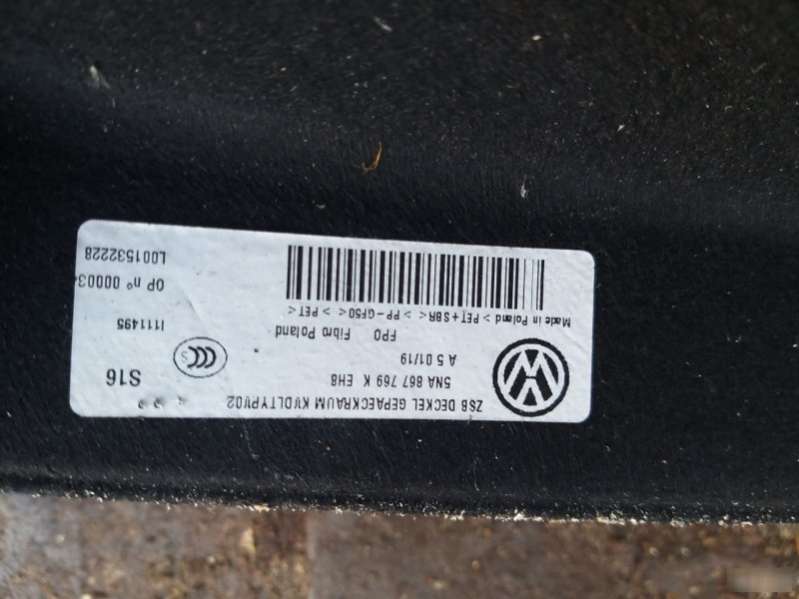 ZSB DECKEL GEPAECKRAUM KVDLTYPV02
5NA 867 769 K EH8
A 5 01/19
S16
FPO Fibro Poland
I111495
Made in Poland >PET+SBR< >PP-GF50< >PET<
OP nº 00003
L001532228